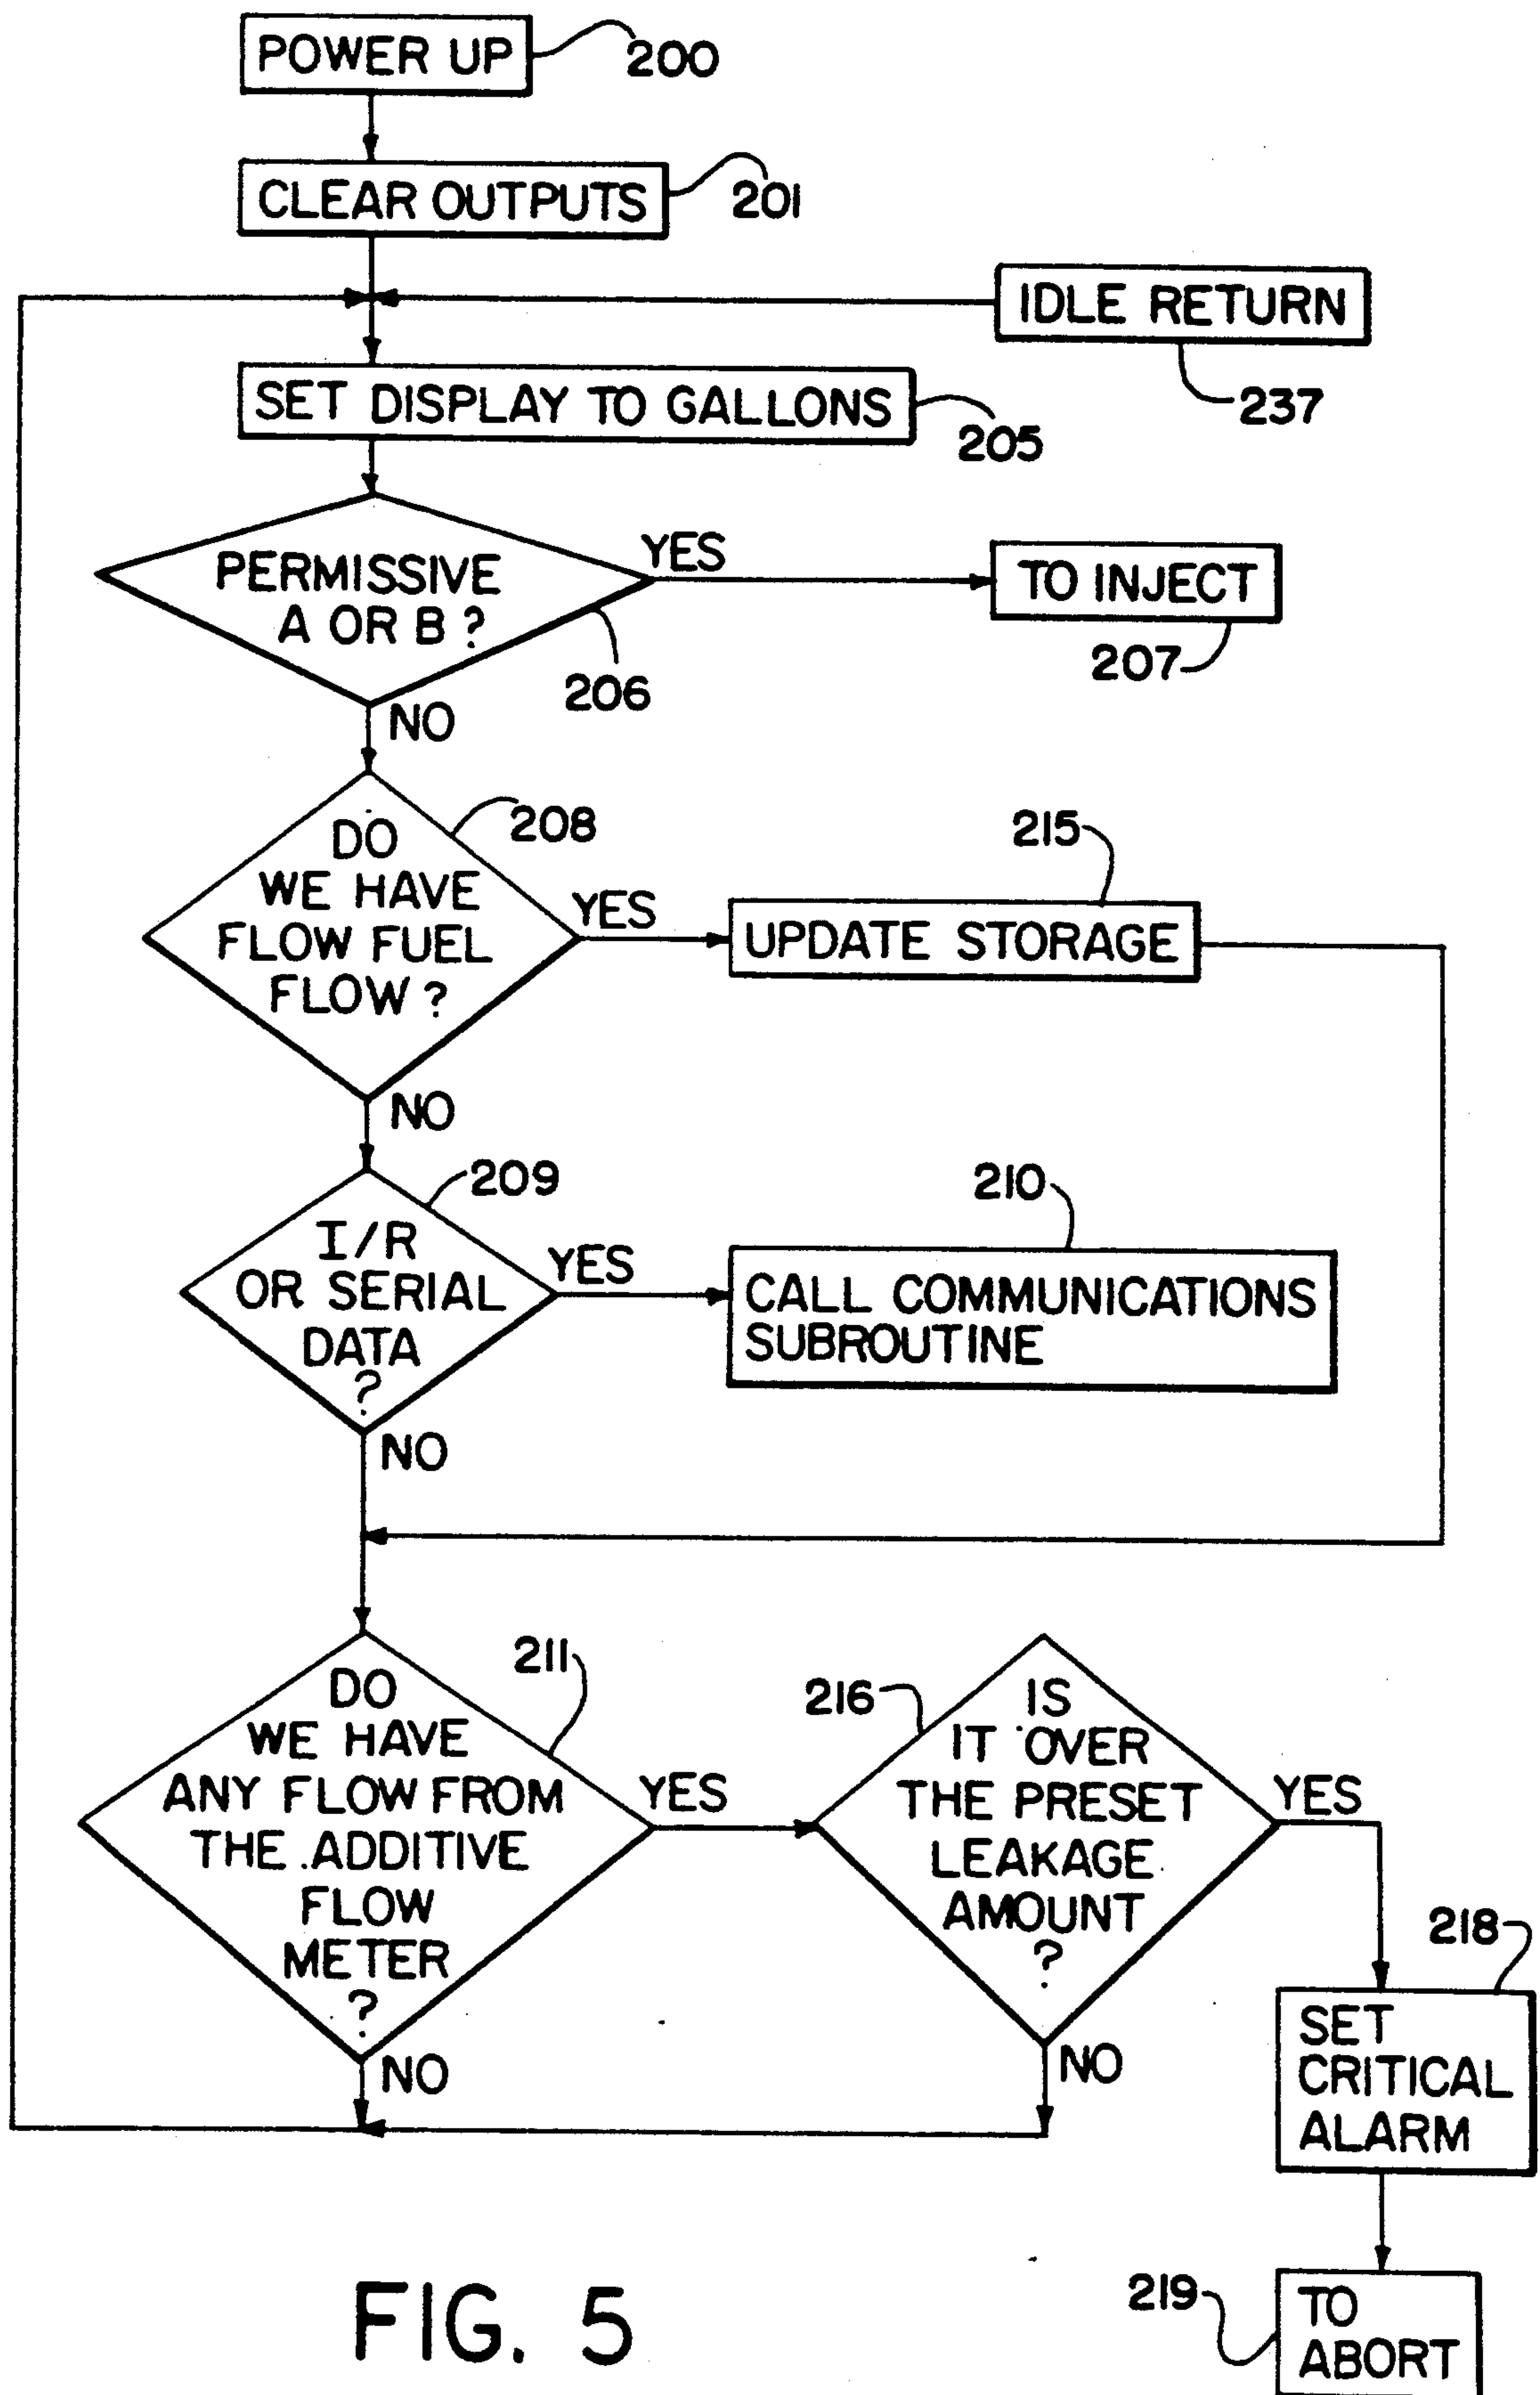 POWER UP
200
CLEAR OUTPUTS
201
IDLE RETURN
237
SET DISPLAY TO GALLONS
205
PERMISSIVE
A OR B ?
206
YES
TO INJECT
207
NO
DO
WE HAVE
FLOW FUEL
FLOW ?
208
YES
215
UPDATE STORAGE
NO
209
I/R
OR SERIAL
DATA
?
YES
210
CALL COMMUNICATIONS
SUBROUTINE
NO
211
DO
WE HAVE
ANY FLOW FROM
THE ADDITIVE
FLOW
METER
?
YES
216
IS
IT OVER
THE PRESET
LEAKAGE
AMOUNT
?
YES
218
SET
CRITICAL
ALARM
NO
NO
219
TO
ABORT
FIG. 5